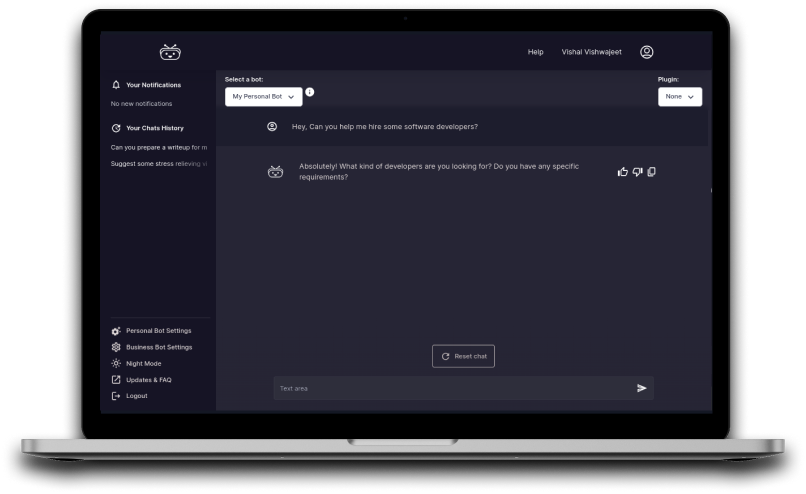 Help
Vishal Vishwajeet
Your Notifications
No new notifications
Your Chats History
Can you prepare a writeup for m
Suggest some stress relieving vi
Personal Bot Settings
Business Bot Settings
Night Mode
Updates & FAQ
Logout
Select a bot:
My Personal Bot
Plugin:
None
Hey, Can you help me hire some software developers?
Absolutely! What kind of developers are you looking for? Do you have any specific
requirements?
Reset chat
Text area